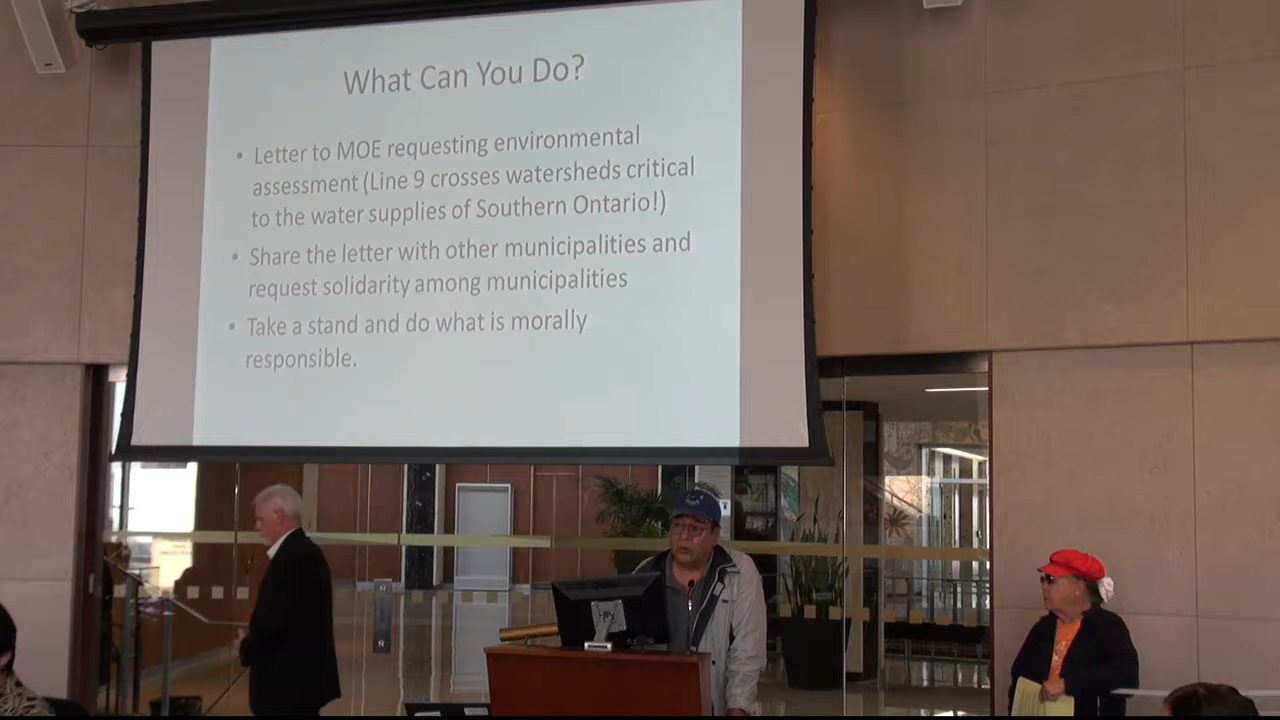 What Can You Do?
• Letter to MOE requesting environmental
assessment (Line 9 crosses watersheds critical
to the water supplies of Southern Ontario!)
• Share the letter with other municipalities and
request solidarity among municipalities
• Take a stand and do what is morally
responsible.